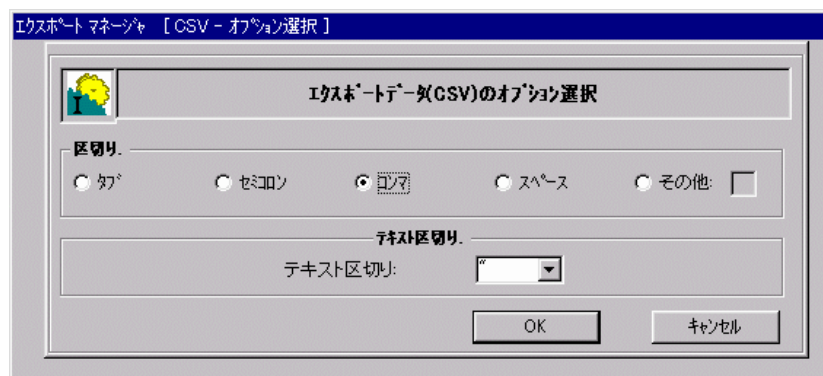 ｴｸｽﾎﾟｰﾄ ﾏﾈｰｼﾞｬ [ CSV - ｵﾌﾟｼｮﾝ選択 ]
I
ｴｸｽﾎﾟｰﾄﾃﾞｰﾀ(CSV)のｵﾌﾟｼｮﾝ選択
区切り.
ﾀﾌﾞ ｾﾐｺﾛﾝ ｺﾝﾏ ｽﾍﾟｰｽ その他:
ﾃｷｽﾄ区切り.
テキスト区切り: "
OK ｷｬﾝｾﾙ